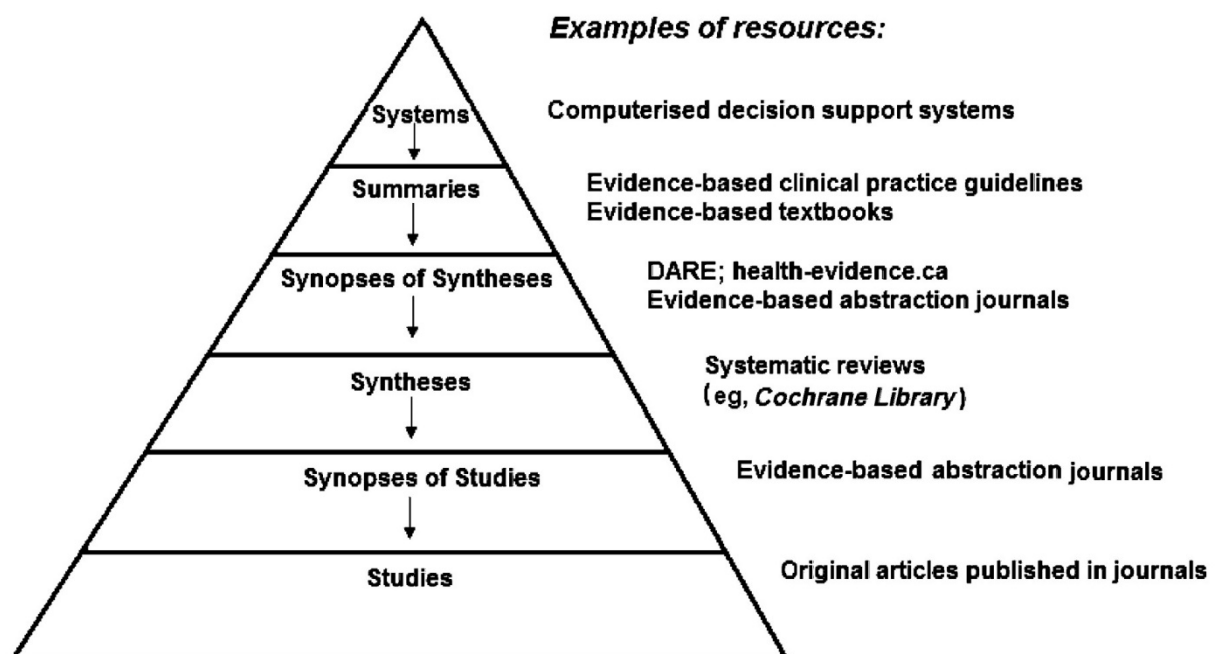 Examples of resources:
Systems
Computerised decision support systems
Summaries
Evidence-based clinical practice guidelines
Evidence-based textbooks
Synopses of Syntheses
DARE; health-evidence.ca
Evidence-based abstraction journals
Syntheses
Systematic reviews
(eg, Cochrane Library)
Synopses of Studies
Evidence-based abstraction journals
Studies
Original articles published in journals